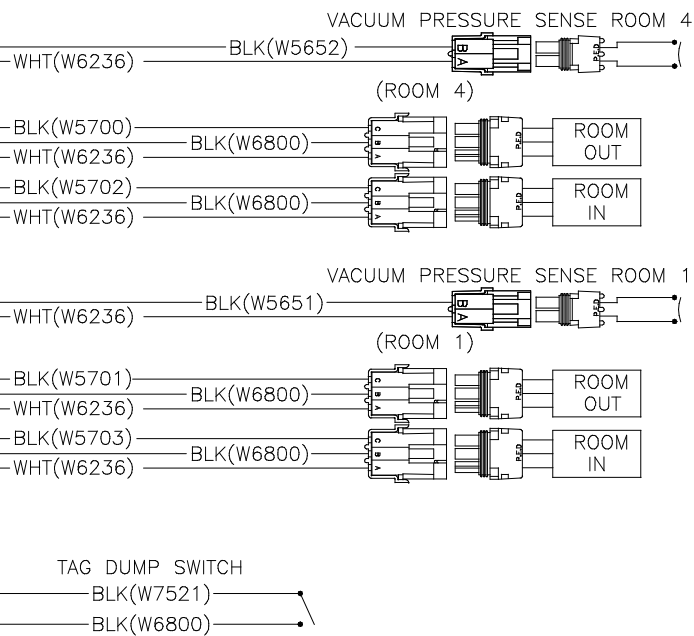 VACUUM PRESSURE SENSE ROOM 4
BLK(W5652)
WHT(W6236)
B
A
P.E.D
(ROOM 4)
BLK(W5700)
BLK(W6800)
WHT(W6236)
C
B
A
P.E.D
ROOM
OUT
BLK(W5702)
BLK(W6800)
WHT(W6236)
C
B
A
P.E.D
ROOM
IN
VACUUM PRESSURE SENSE ROOM 1
BLK(W5651)
WHT(W6236)
B
A
P.E.D
(ROOM 1)
BLK(W5701)
BLK(W6800)
WHT(W6236)
C
B
A
P.E.D
ROOM
OUT
BLK(W5703)
BLK(W6800)
WHT(W6236)
C
B
A
P.E.D
ROOM
IN
TAG DUMP SWITCH
BLK(W7521)
BLK(W6800)